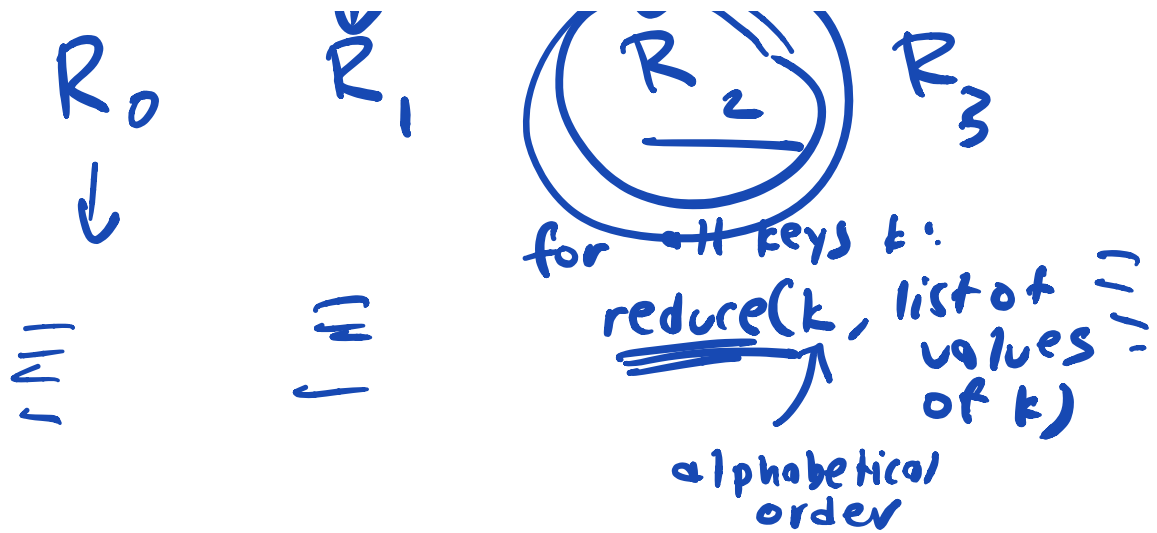 R0 R1 R2 R3
for all keys k:
reduce(k, list of
values
of k)
alphabetical
order